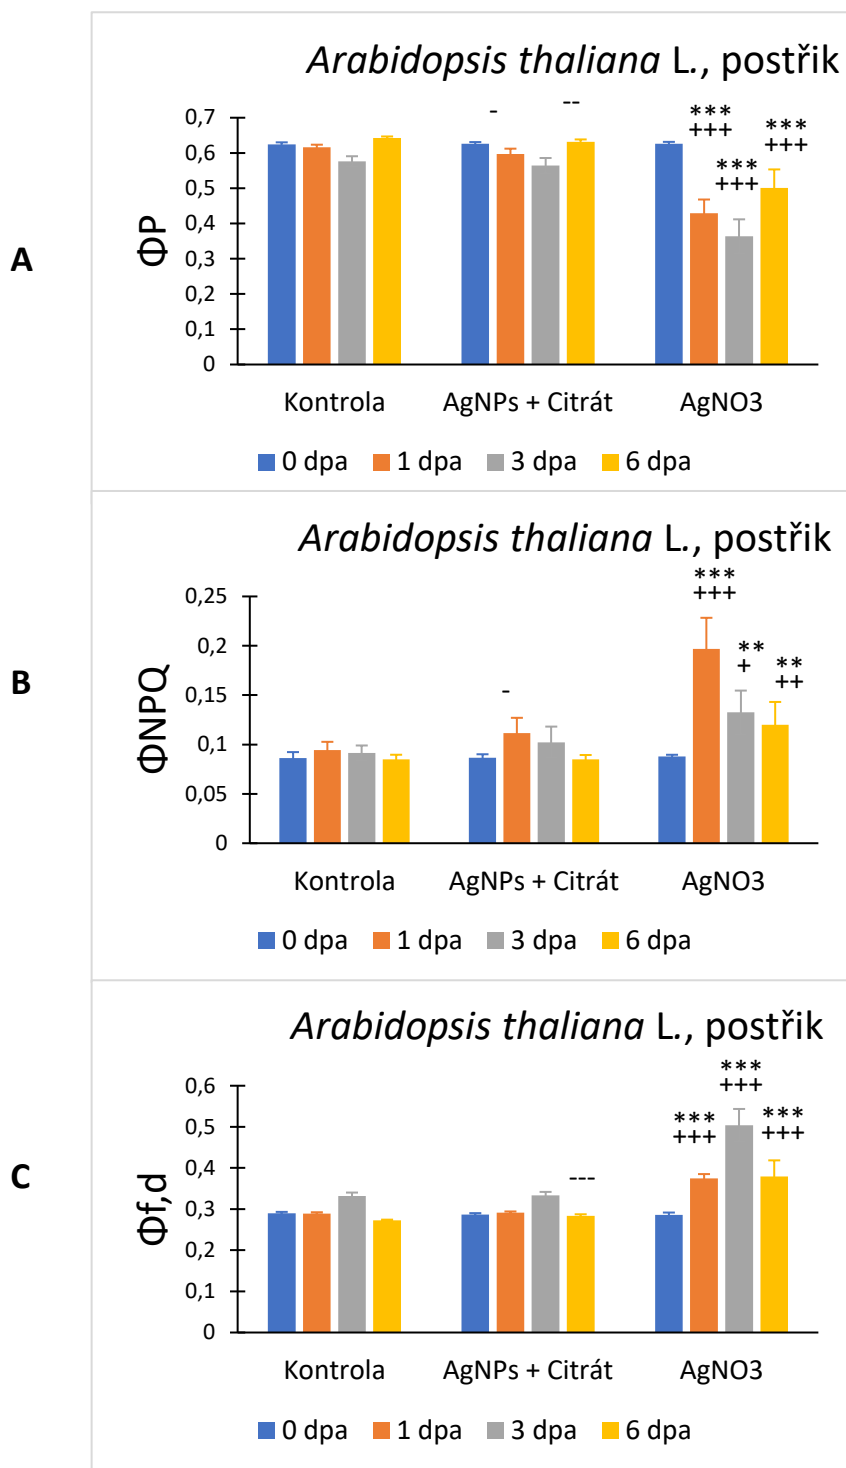 Arabidopsis thaliana L., postřik
- -- *** *** ***
+++ +++ +++
0,7
0,6
0,5
0,4
0,3
0,2
0,1
0
A
ΦP
Kontrola AgNPs + Citrát AgNO3
0 dpa 1 dpa 3 dpa 6 dpa
Arabidopsis thaliana L., postřik
- *** ** **
+++ + ++
0,25
0,2
0,15
0,1
0,05
0
B
ΦNPQ
Kontrola AgNPs + Citrát AgNO3
0 dpa 1 dpa 3 dpa 6 dpa
Arabidopsis thaliana L., postřik
--- *** *** ***
+++ +++ +++
0,6
0,5
0,4
0,3
0,2
0,1
0
C
Φf,d
Kontrola AgNPs + Citrát AgNO3
0 dpa 1 dpa 3 dpa 6 dpa